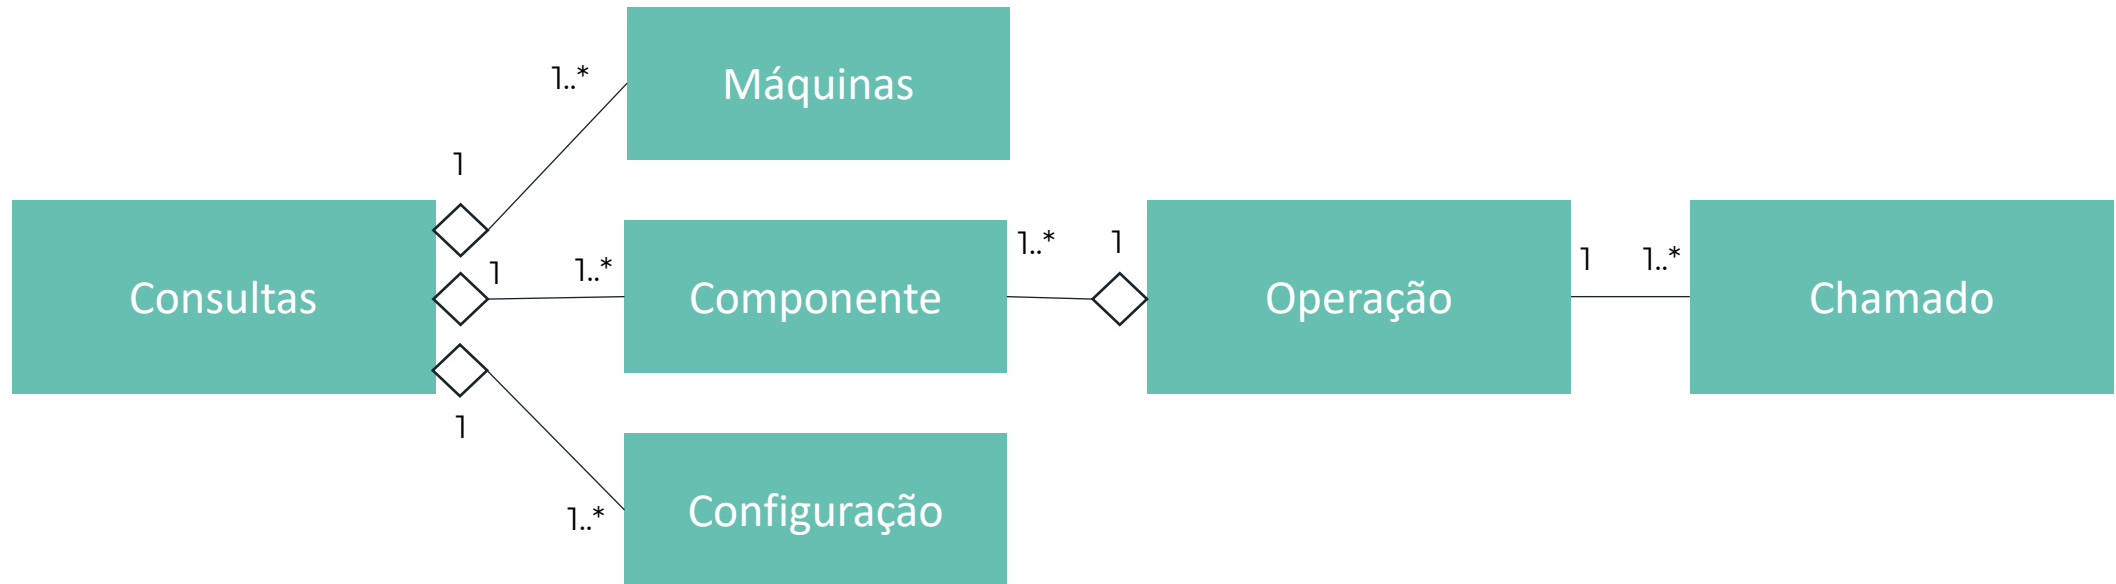 Máquinas
1..*
1
Consultas
1
1..*
Componente
1..*
1
Operação
1
1..*
Chamado
1
1..*
Configuração